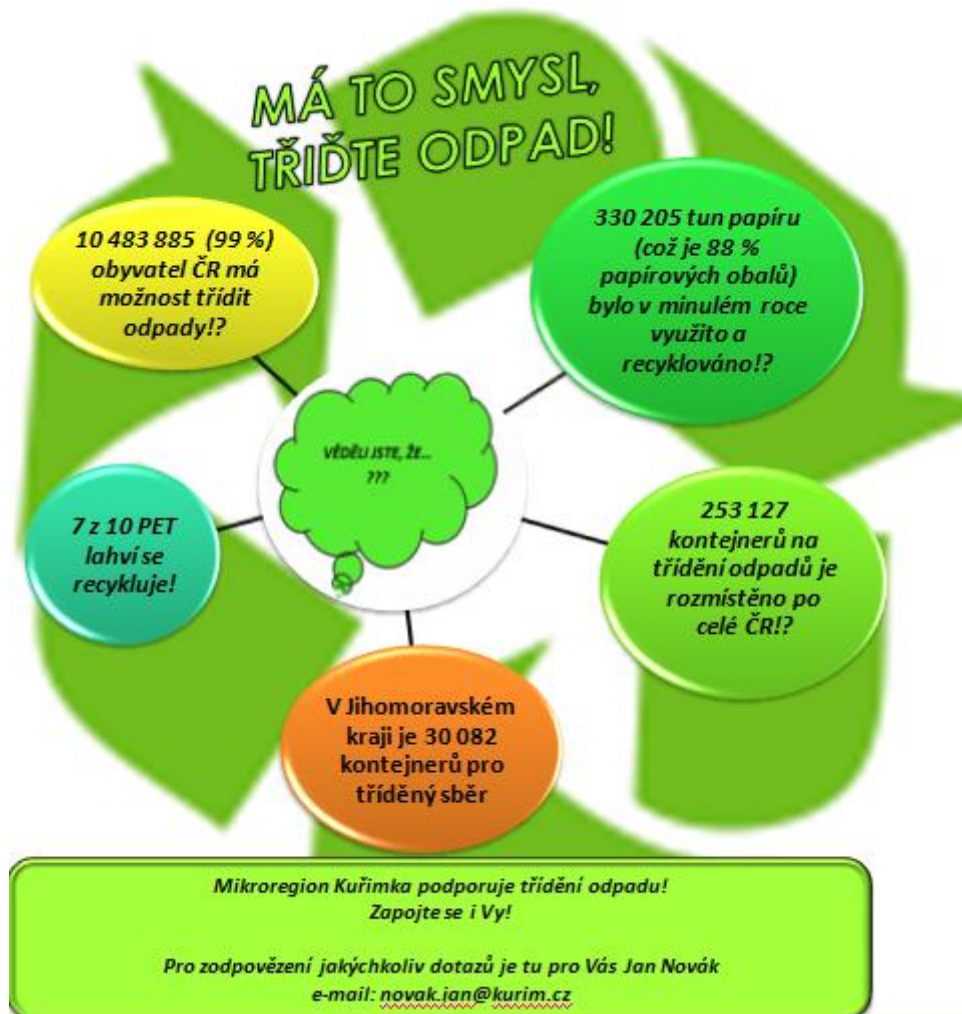 MÁ TO SMYSL,
TŘIĎTE ODPAD!
10 483 885 (99 %)
obyvatel ČR má
možnost třídit
odpady!?
330 205 tun papíru
(což je 88 %
papírových obalů)
bylo v minulém roce
využito a
recyklováno!?
VĚDĚLI JSTE, ŽE...
???
7 z 10 PET
lahví se
recykluje!
253 127
kontejnerů na
třídění odpadů je
rozmístěno po
celé ČR!?
V Jihomoravském
kraji je 30 082
kontejnerů pro
tříděný sběr
Mikroregion Kuřimka podporuje třídění odpadu!
Zapojte se i Vy!
Pro zodpovězení jakýchkoliv dotazů je tu pro Vás Jan Novák
e-mail: novak.jan@kurim.cz